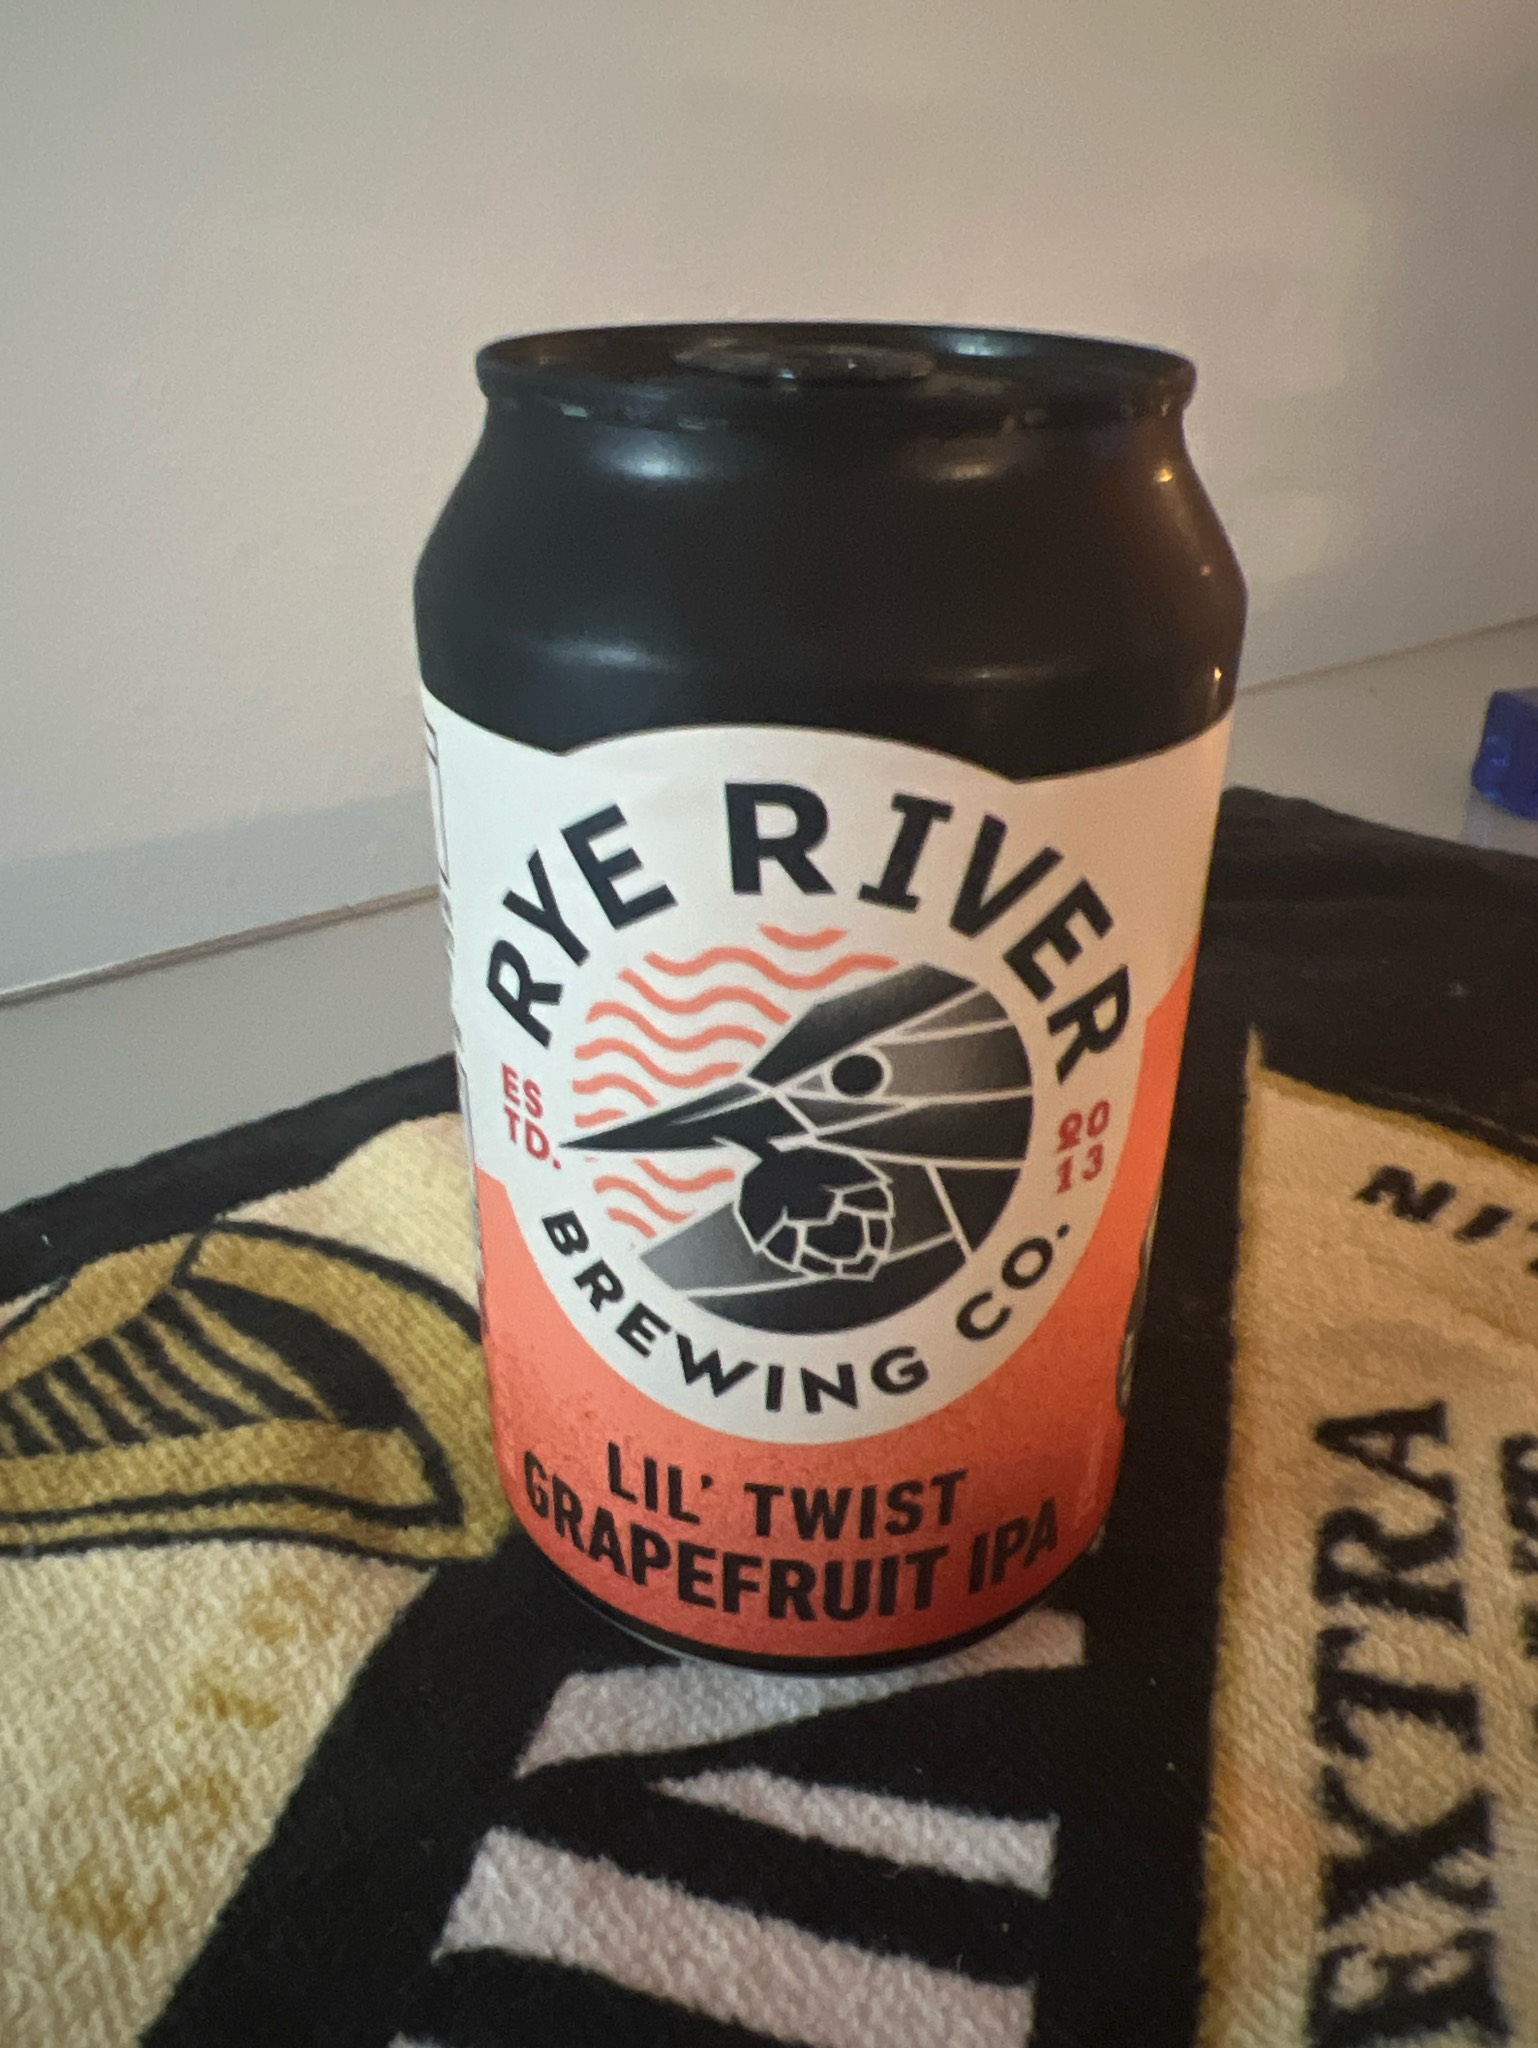 RYE RIVER
ES
TD.
20
13
BREWING CO.
LIL' TWIST
GRAPEFRUIT IPA
EXTRA